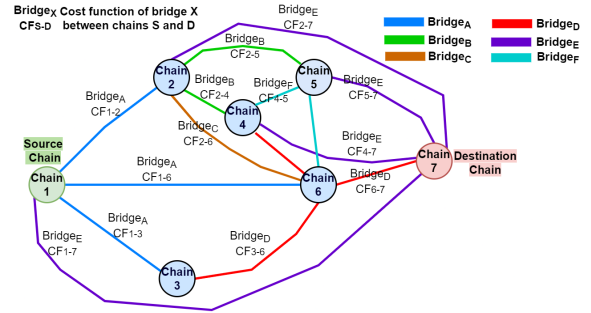 BridgeX Cost function of bridge X
CFS-D between chains S and D
BridgeE
CF2-7
BridgeA
BridgeD
BridgeB
BridgeE
BridgeC
BridgeF
BridgeB
CF2-5
Chain
2
Chain
5
BridgeB
CF2-4
BridgeF
CF4-5
BridgeE
CF5-7
BridgeA
CF1-2
Chain
4
BridgeC
CF2-6
BridgeE
CF4-7
Source
Chain
Chain
1
BridgeA
CF1-6
Chain
6
BridgeD
CF6-7
Chain
7
Destination
Chain
BridgeA
CF1-3
BridgeE
CF1-7
BridgeD
CF3-6
Chain
3